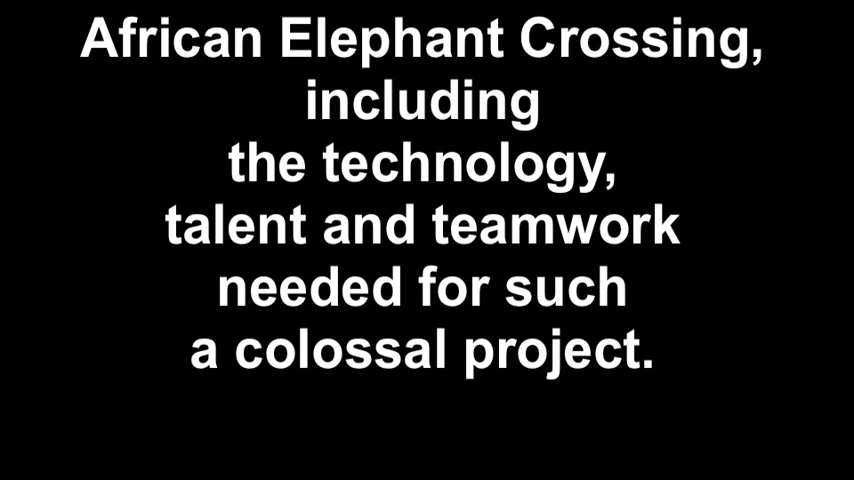 African Elephant Crossing,
including
the technology,
talent and teamwork
needed for such
a colossal project.